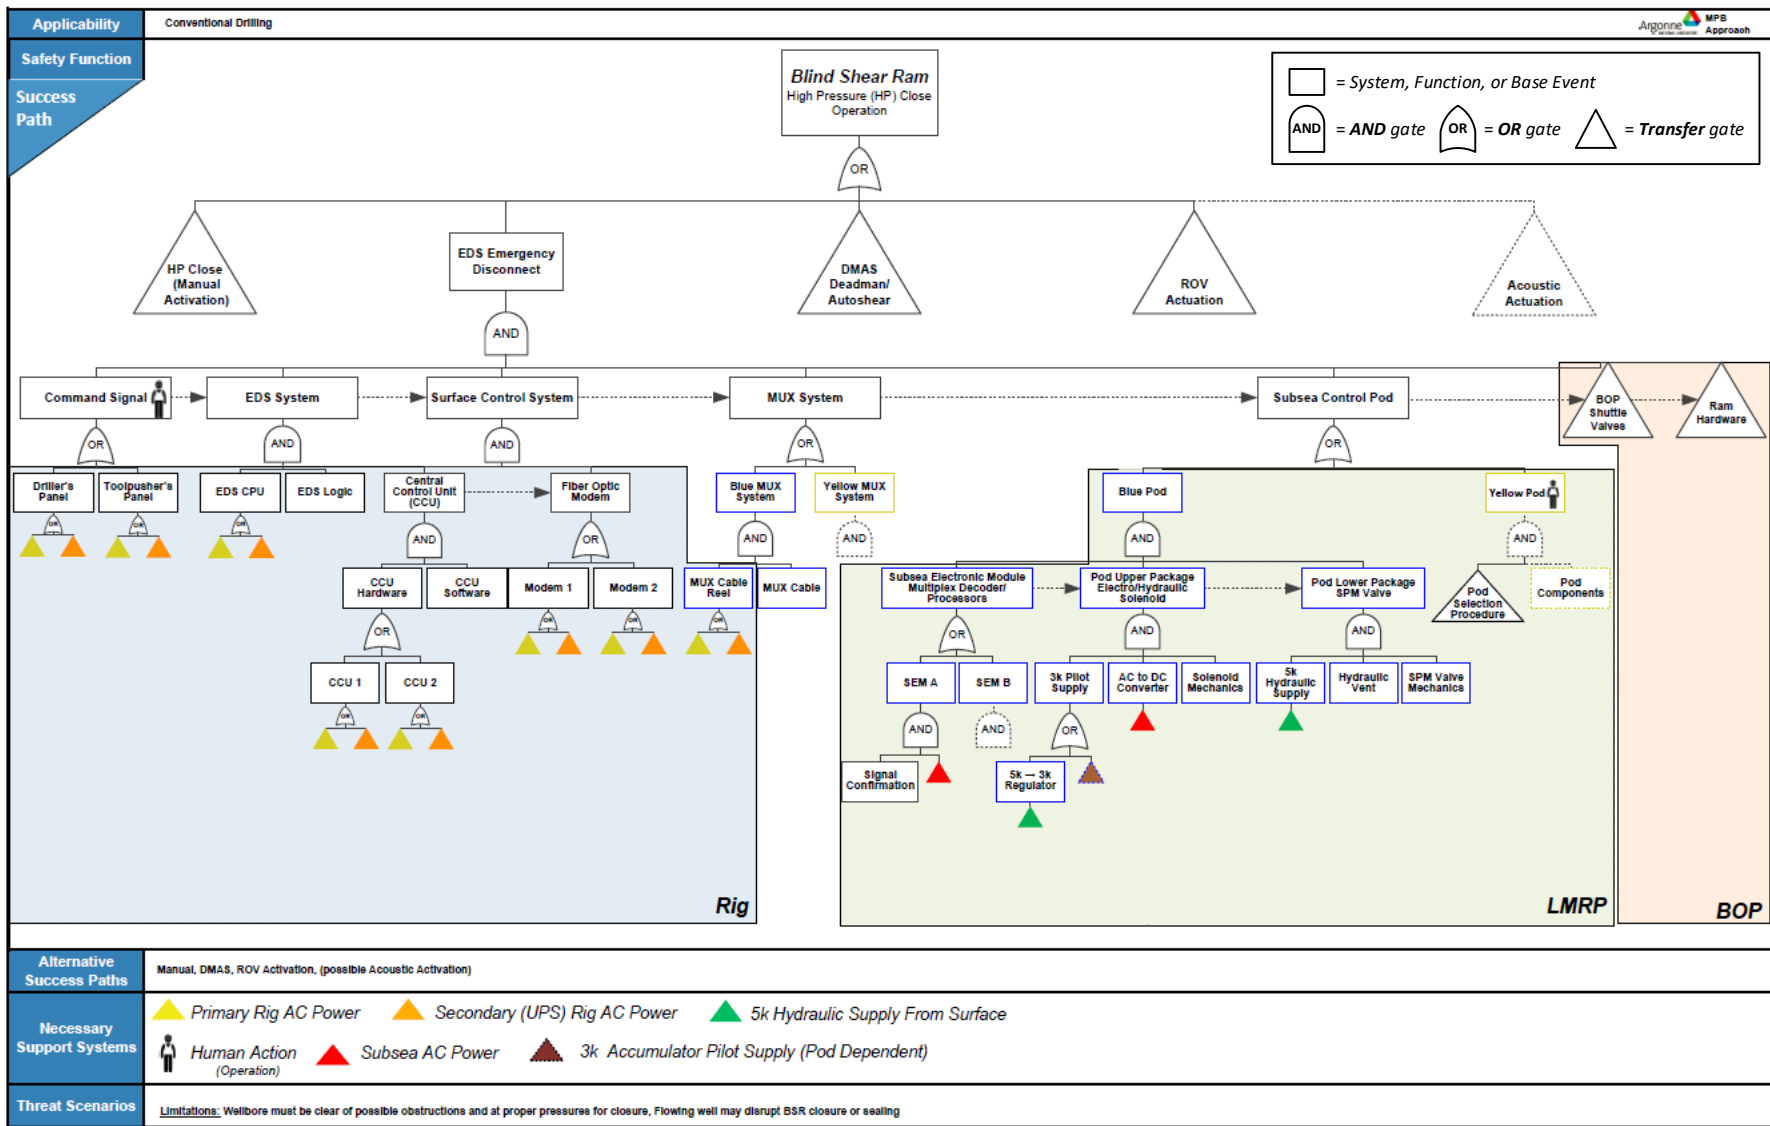 Applicability
Conventional Drilling
Argonne
MPB
Approach
Safety Function
Success
Path
Blind Shear Ram
High Pressure (HP) Close
Operation
= System, Function, or Base Event
AND = AND gate OR = OR gate = Transfer gate
OR
HP Close
(Manual
Activation)
EDS Emergency
Disconnect
DMAS
Deadman/
Autoshear
ROV
Actuation
Acoustic
Actuation
AND
Command Signal
EDS System
Surface Control System
MUX System
Subsea Control Pod
BOP
Shuttle
Valves
Ram
Hardware
OR
AND
AND
OR
OR
Driller's
Panel
Toolpusher's
Panel
EDS CPU
EDS Logic
Central
Control Unit
(CCU)
Fiber Optic
Modem
Blue MUX
System
Yellow MUX
System
Blue Pod
Yellow Pod
OR
OR
OR
AND
OR
AND
AND
AND
AND
CCU
Hardware
CCU
Software
Modem 1
Modem 2
MUX Cable
Reel
MUX Cable
Subsea Electronic Module
Multiplex Decoder/
Processors
Pod Upper Package
Electro/Hydraulic
Solenoid
Pod Lower Package
SPM Valve
Pod
Selection
Procedure
Pod
Components
OR
OR
OR
OR
OR
AND
AND
CCU 1
CCU 2
SEM A
SEM B
3k Pilot
Supply
AC to DC
Converter
Solenoid
Mechanics
5k
Hydraulic
Supply
Hydraulic
Vent
SPM Valve
Mechanics
OR
OR
AND
AND
OR
Signal
Confirmation
5k → 3k
Regulator
Rig
LMRP
BOP
Alternative
Success Paths
Manual, DMAS, ROV Activation, (possible Acoustic Activation)
Necessary
Support Systems
Primary Rig AC Power
Secondary (UPS) Rig AC Power
5k Hydraulic Supply From Surface
Human Action
(Operation)
Subsea AC Power
3k Accumulator Pilot Supply (Pod Dependent)
Threat Scenarios
Limitations: Wellbore must be clear of possible obstructions and at proper pressures for closure, Flowing well may disrupt BSR closure or sealing